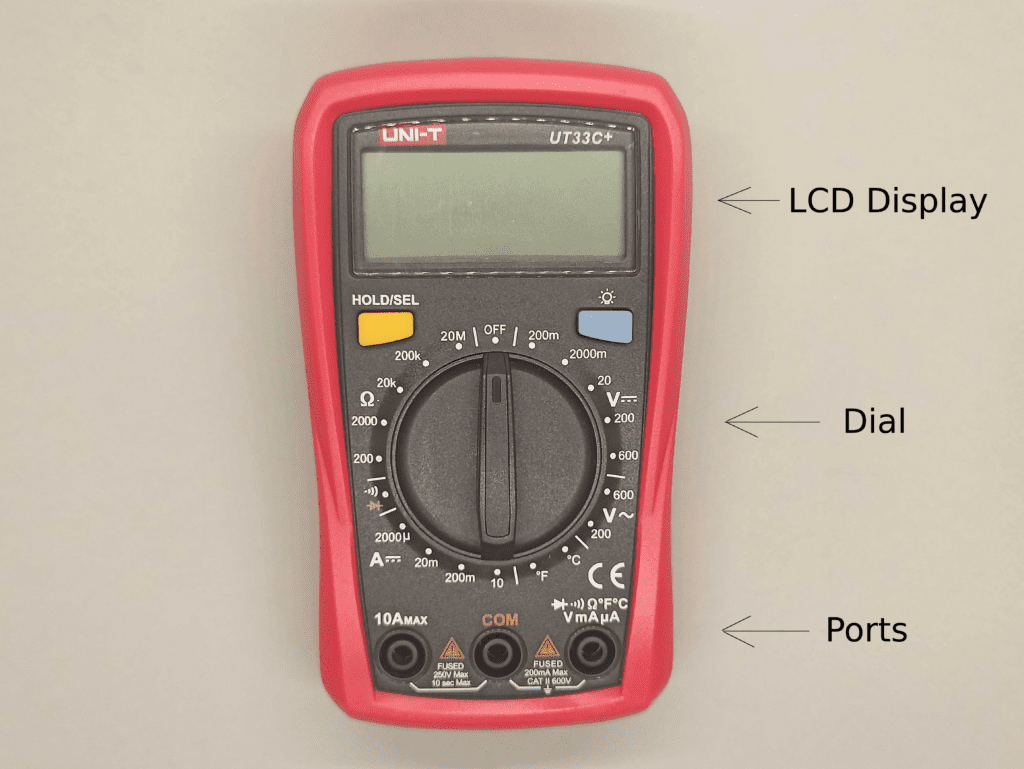 UNI-T UT33C+
LCD Display
HOLD/SEL
20M OFF 200m
200k 2000m
20k 20
Ω V
2000 200
Dial
200 600
600
V~
2000µ 200
A 20m °C
200m 10 °F CE
Ω°F°C
10AMAX COM VmAµA
Ports
FUSED FUSED
250V Max 200mA Max
10 sec Max CAT II 600V